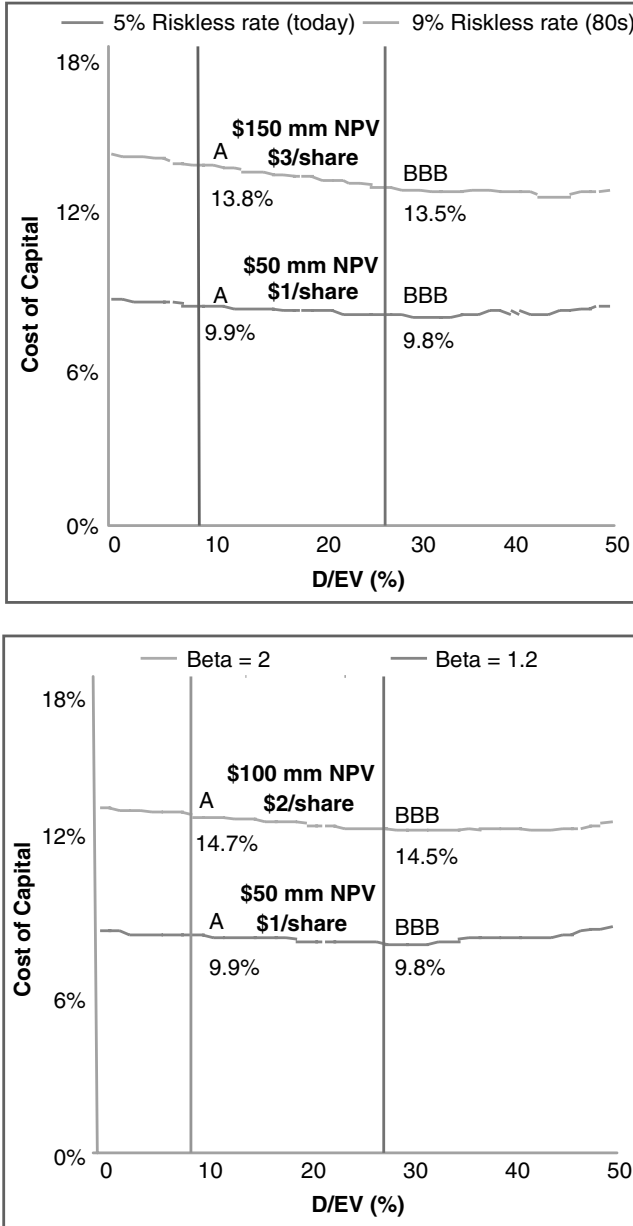 5% Riskless rate (today) 9% Riskless rate (80s)
18%
$150 mm NPV
A $3/share BBB
13.8% 13.5%
12%
$50 mm NPV
A $1/share BBB
9.9% 9.8%
Cost of Capital
6%
0%
0 10 20 30 40 50
D/EV (%)
Beta = 2 Beta = 1.2
18%
$100 mm NPV
A $2/share BBB
14.7% 14.5%
12%
$50 mm NPV
A $1/share BBB
9.9% 9.8%
Cost of Capital
6%
0%
0 10 20 30 40 50
D/EV (%)